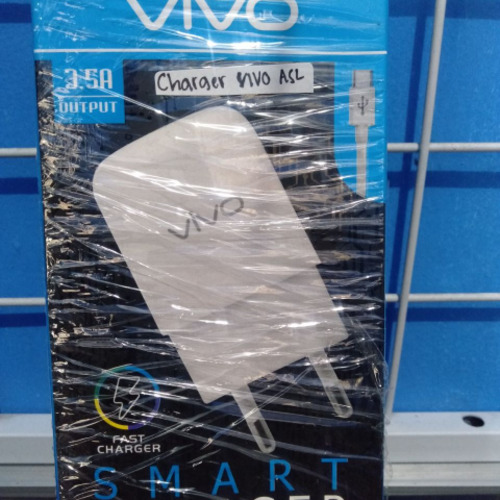 VIVO
3.5A
OUTPUT
Charger VIVO ASL
VIVO
FAST
CHARGER
SMART